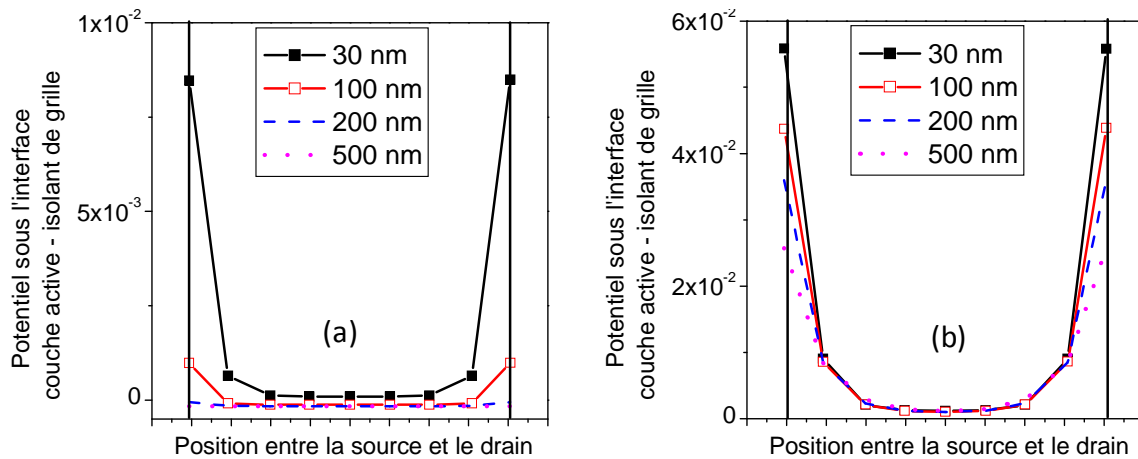 1x10-2
5x10-3
0
Potentiel sous l'interface
couche active - isolant de grille
30 nm
100 nm
200 nm
500 nm
(a)
Position entre la source et le drain
6x10-2
4x10-2
2x10-2
0
Potentiel sous l'interface
couche active - isolant de grille
30 nm
100 nm
200 nm
500 nm
(b)
Position entre la source et le drain